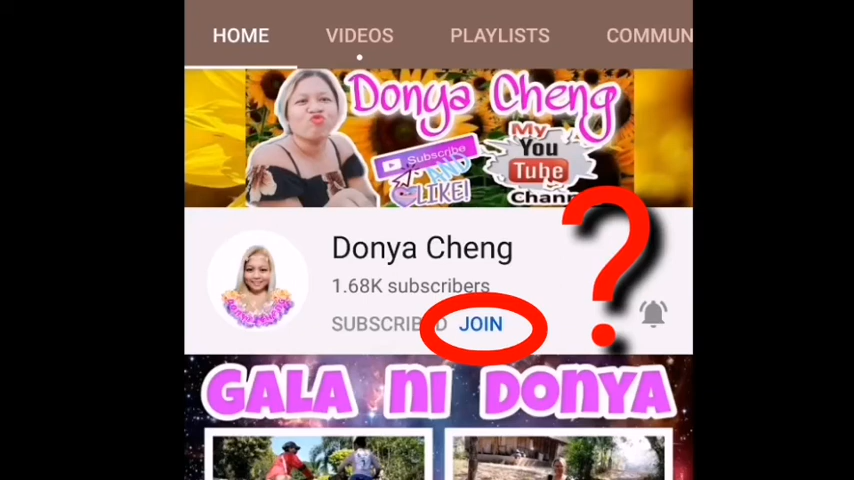 HOME VIDEOS PLAYLISTS COMMUN
Donya Cheng
My
Subscribe
You
AND
Tube
LIKE!
Chann
Donya Cheng
?
1.68K subscribers
SUBSCRIBED JOIN
GALA Ni DONYA